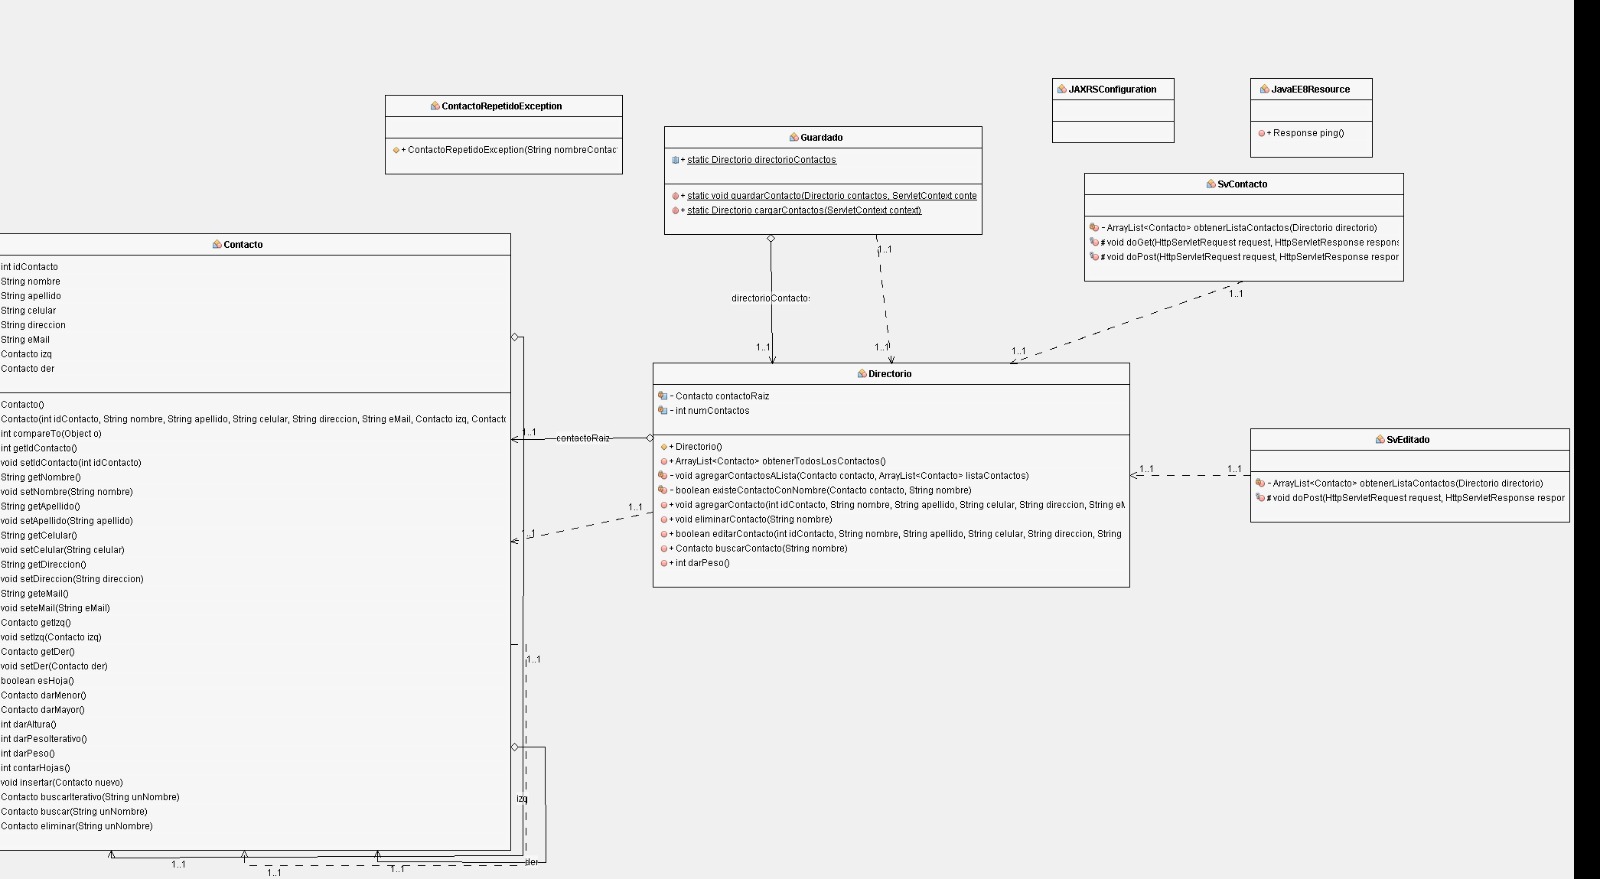 JAXRSConfiguration
JavaEE8Resource
+ Response ping()
ContactoRepetidoException
+ ContactoRepetidoException(String nombreContac
Guardado
+ static Directorio directorioContactos
+ static void guardarContacto(Directorio contactos, ServletContext conte
+ static Directorio cargarContactos(ServletContext context)
SvContacto
- ArrayList<Contacto> obtenerListaContactos(Directorio directorio)
# void doGet(HttpServletRequest request, HttpServletResponse respons
# void doPost(HttpServletRequest request, HttpServletResponse respor
Contacto
int idContacto
String nombre
String apellido
String celular
String direccion
String eMail
Contacto izq
Contacto der
Contacto()
Contacto(int idContacto, String nombre, String apellido, String celular, String direccion, String eMail, Contacto izq, Contacto
int compareTo(Object o)
int getIdContacto()
void setIdContacto(int idContacto)
String getNombre()
void setNombre(String nombre)
String getApellido()
void setApellido(String apellido)
String getCelular()
void setCelular(String celular)
String getDireccion()
void setDireccion(String direccion)
String geteMail()
void seteMail(String eMail)
Contacto getIzq()
void setIzq(Contacto izq)
Contacto getDer()
void setDer(Contacto der)
boolean esHoja()
Contacto darMenor()
Contacto darMayor()
int darAltura()
int darPesoIterativo()
int darPeso()
int contarHojas()
void insertar(Contacto nuevo)
Contacto buscarIterativo(String unNombre)
Contacto buscar(String unNombre)
Contacto eliminar(String unNombre)
1..1
directorioContacto:
1..1
1..1
1..1
1..1
Directorio
- Contacto contactoRaiz
- int numContactos
+ Directorio()
+ ArrayList<Contacto> obtenerTodosLosContactos()
- void agregarContactosALista(Contacto contacto, ArrayList<Contacto> listaContactos)
- boolean existeContactoConNombre(Contacto contacto, String nombre)
+ void agregarContacto(int idContacto, String nombre, String apellido, String celular, String direccion, String eM
+ void eliminarContacto(String nombre)
+ boolean editarContacto(int idContacto, String nombre, String apellido, String celular, String direccion, String
+ Contacto buscarContacto(String nombre)
+ int darPeso()
1..1
contactoRaiz
1..1
1..1
SvEditado
- ArrayList<Contacto> obtenerListaContactos(Directorio directorio)
# void doPost(HttpServletRequest request, HttpServletResponse respor
1..1
1..1
1..1
izq
der
1..1
1..1
1..1